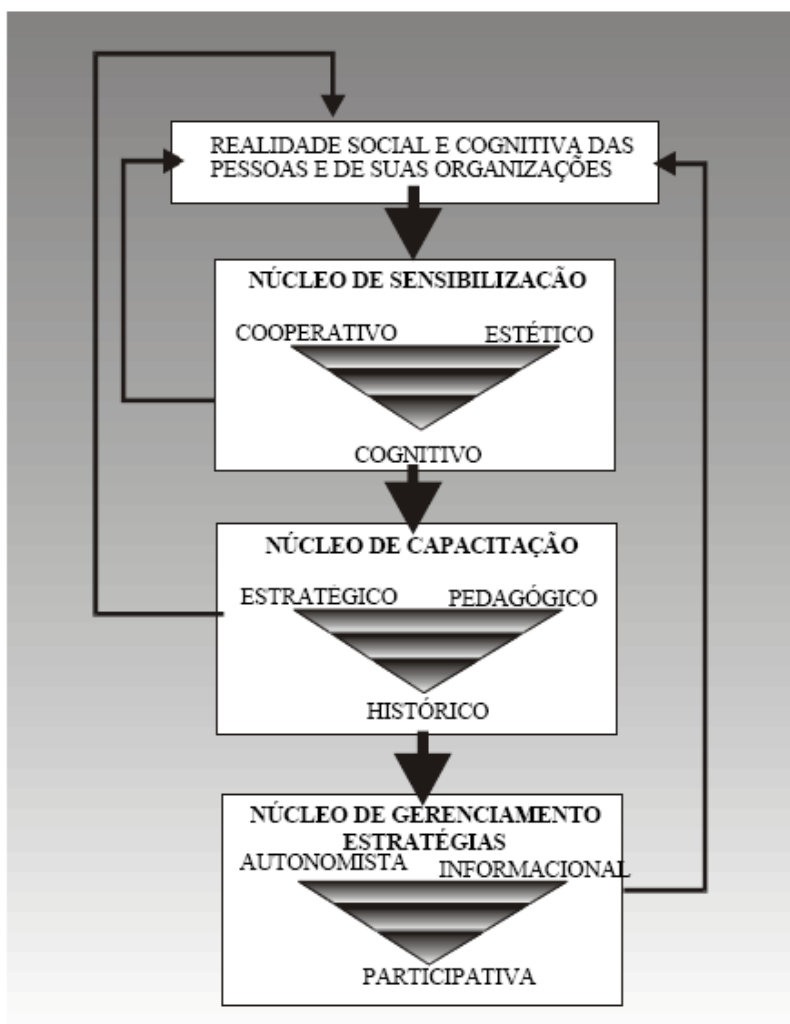 REALIDADE SOCIAL E COGNITIVA DAS
PESSOAS E DE SUAS ORGANIZAÇÕES
NÚCLEO DE SENSIBILIZAÇÃO
COOPERATIVO ESTÉTICO
COGNITIVO
NÚCLEO DE CAPACITAÇÃO
ESTRATÉGICO PEDAGÓGICO
HISTÓRICO
NÚCLEO DE GERENCIAMENTO
ESTRATÉGIAS
AUTONOMISTA INFORMACIONAL
PARTICIPATIVA